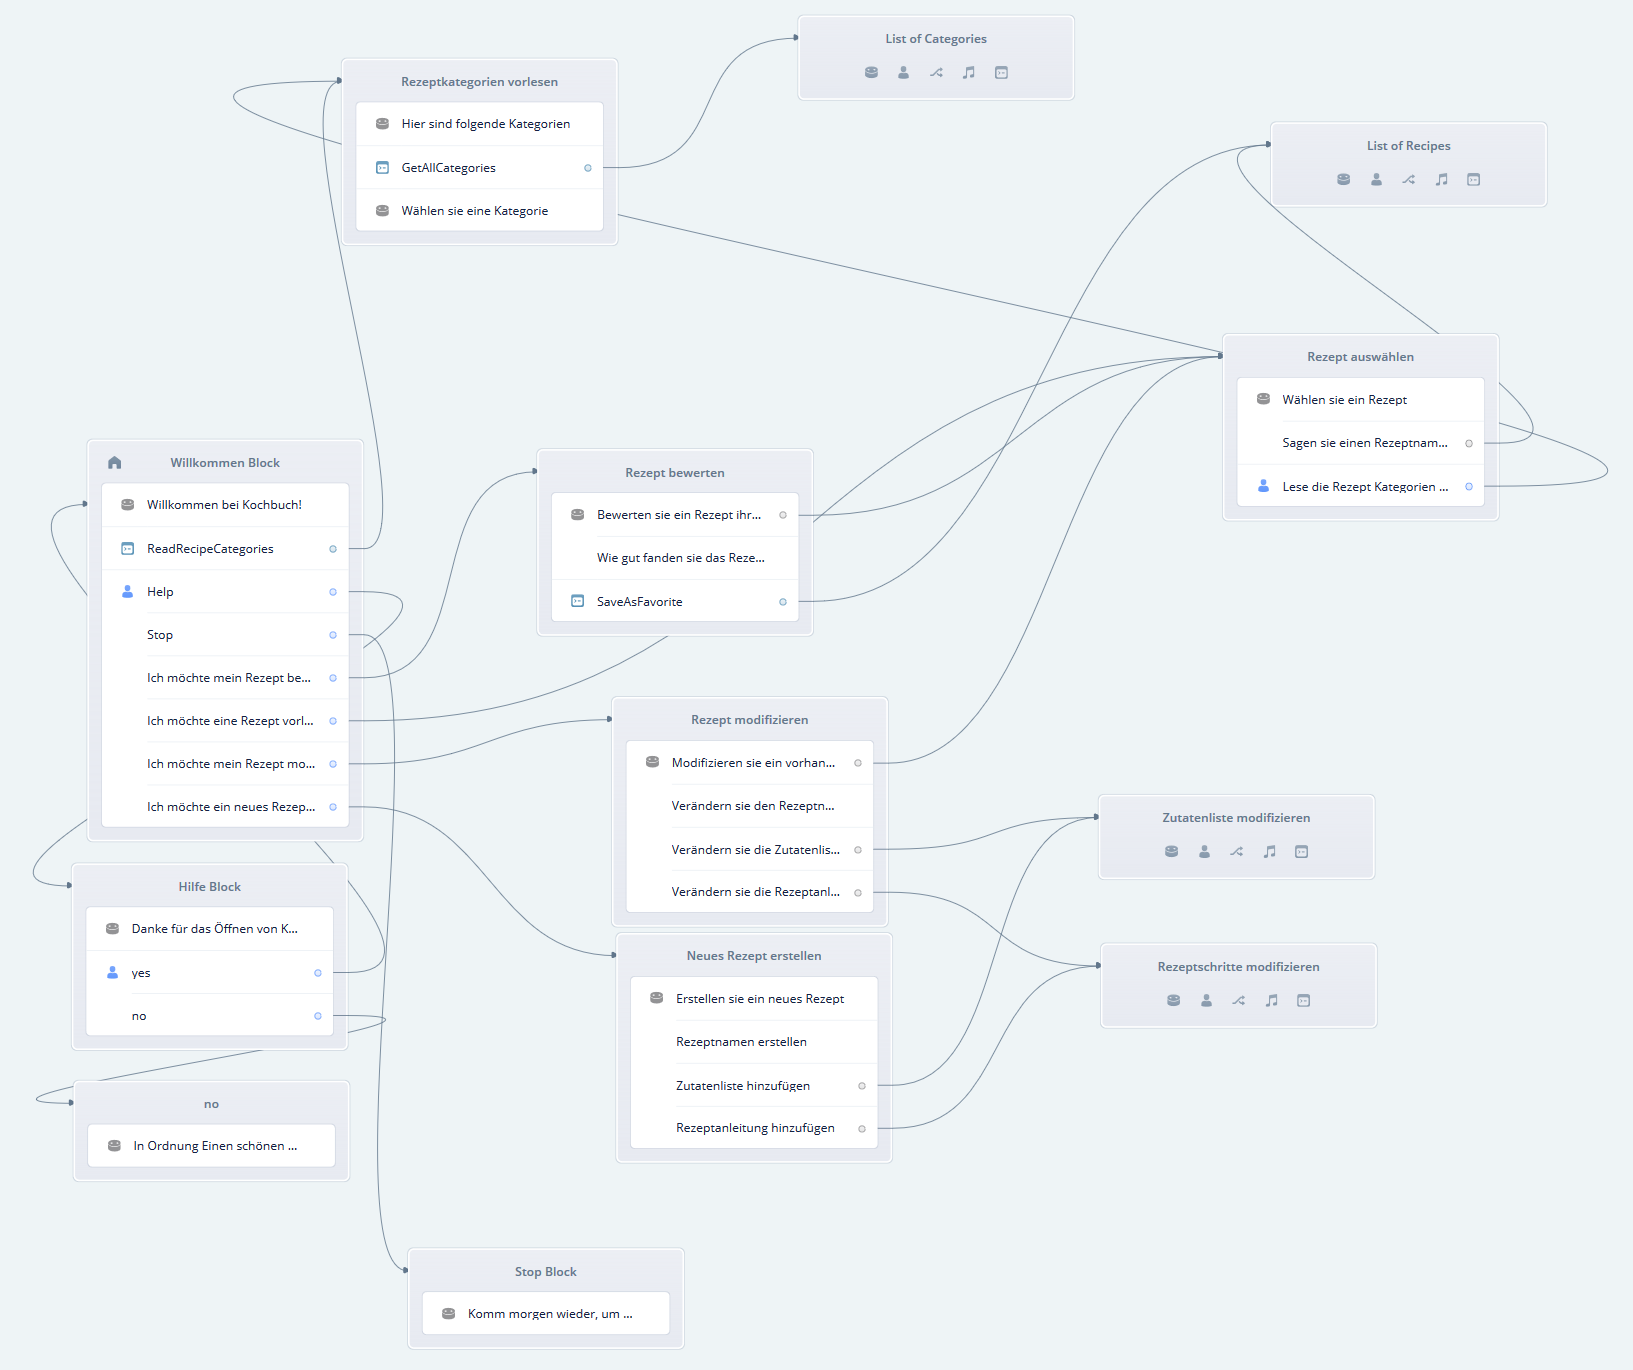 List of Categories
Rezeptkategorien vorlesen
Hier sind folgende Kategorien
GetAllCategories
Wählen sie eine Kategorie
List of Recipes
Rezept auswählen
Wählen sie ein Rezept
Sagen sie einen Rezeptnam...
Lese die Rezept Kategorien ...
Willkommen Block
Willkommen bei Kochbuch!
ReadRecipeCategories
Help
Stop
Ich möchte mein Rezept be...
Ich möchte eine Rezept vorl...
Ich möchte mein Rezept mo...
Ich möchte ein neues Rezep...
Rezept bewerten
Bewerten sie ein Rezept ihr...
Wie gut fanden sie das Reze...
SaveAsFavorite
Rezept modifizieren
Modifizieren sie ein vorhan...
Verändern sie den Rezeptn...
Verändern sie die Zutatenlis...
Verändern sie die Rezeptanl...
Zutatenliste modifizieren
Hilfe Block
Danke für das Öffnen von K...
yes
no
Neues Rezept erstellen
Erstellen sie ein neues Rezept
Rezeptnamen erstellen
Zutatenliste hinzufügen
Rezeptanleitung hinzufügen
Rezeptschritte modifizieren
no
In Ordnung Einen schönen ...
Stop Block
Komm morgen wieder, um ...